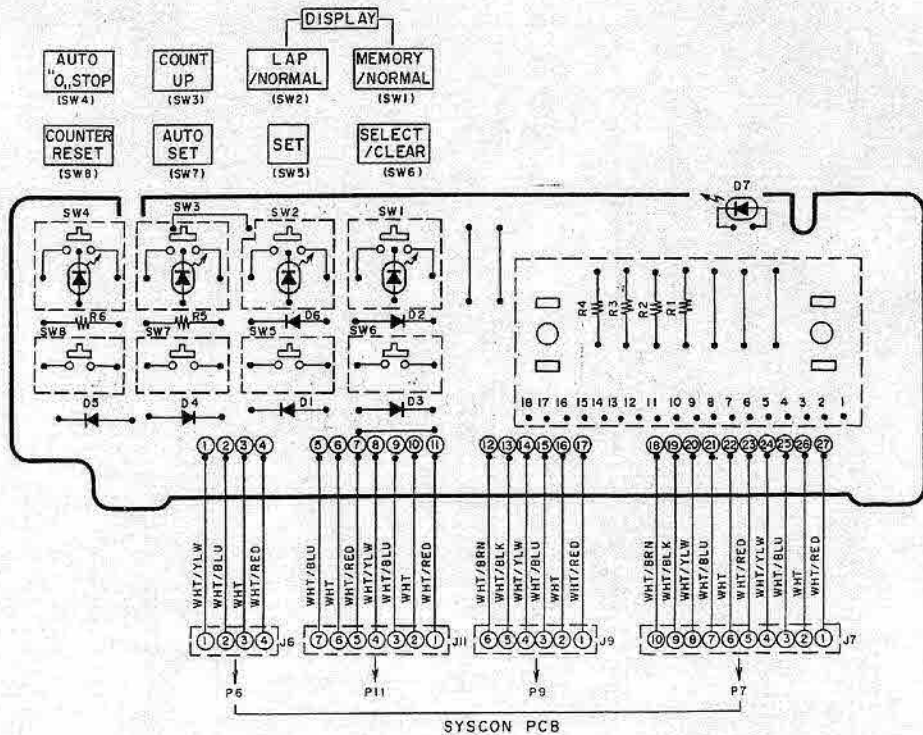 DISPLAY
AUTO "O„STOP
(SW4)
COUNT UP
(SW3)
LAP /NORMAL
(SW2)
MEMORY /NORMAL
(SW1)
COUNTER RESET
(SW8)
AUTO SET
(SW7)
SET
(SW5)
SELECT /CLEAR
(SW6)
D7
SW4 SW3 SW2 SW1
R4 R3 R2 R1
R6 R5 D6 D2
SW8 SW7 SW5 SW6
D5 D4 D1 D3
18 17 16 15 14 13 12 11 10 9 8 7 6 5 4 3 2 1
1 2 3 4 5 6 7 8 9 10 11 12 13 14 15 16 17 18 19 20 21 22 23 24 25 26 27
WHT/YLW
WHT/BLU
WHT
WHT/RED
WHT/BLU
WHT
WHT/RED
WHT/YLW
WHT/BLU
WHT
WHT/RED
WHT/BRN
WHT/BLK
WHT/YLW
WHT/BLU
WHT
WHT/RED
WHT/BRN
WHT/BLK
WHT/YLW
WHT/BLU
WHT
WHT/RED
WHT/YLW
WHT/BLU
WHT
WHT/RED
1 2 3 4 J6
7 6 5 4 3 2 1 J11
6 5 4 3 2 1 J9
10 9 8 7 6 5 4 3 2 1 J7
P6 P11 P9 P7
SYSCON PCB